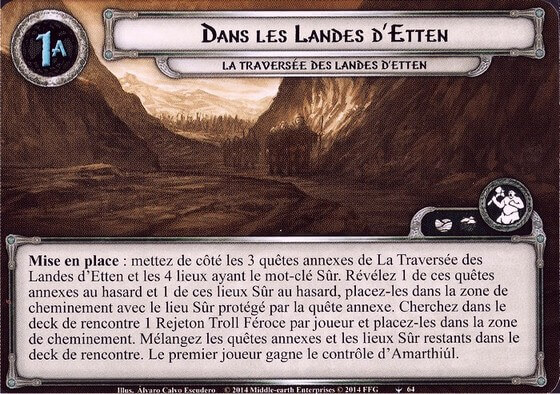 1A
Dans les Landes d'Etten
La Traversée des Landes d'Etten
Mise en place : mettez de côté les 3 quêtes annexes de La Traversée des
Landes d'Etten et les 4 lieux ayant le mot-clé Sûr. Révélez 1 de ces quêtes
annexes au hasard et 1 de ces lieux Sûr au hasard, placez-les dans la zone de
cheminement avec le lieu Sûr protégé par la quête annexe. Cherchez dans le
deck de rencontre 1 Rejeton Troll Féroce par joueur et placez-les dans la zone
de cheminement. Mélangez les quêtes annexes et les lieux Sûr restants dans le
deck de rencontre. Le premier joueur gagne le contrôle d'Amarthiúl.
Illus. Álvaro Calvo Escudero © 2014 Middle-earth Enterprises © 2014 FFG 64